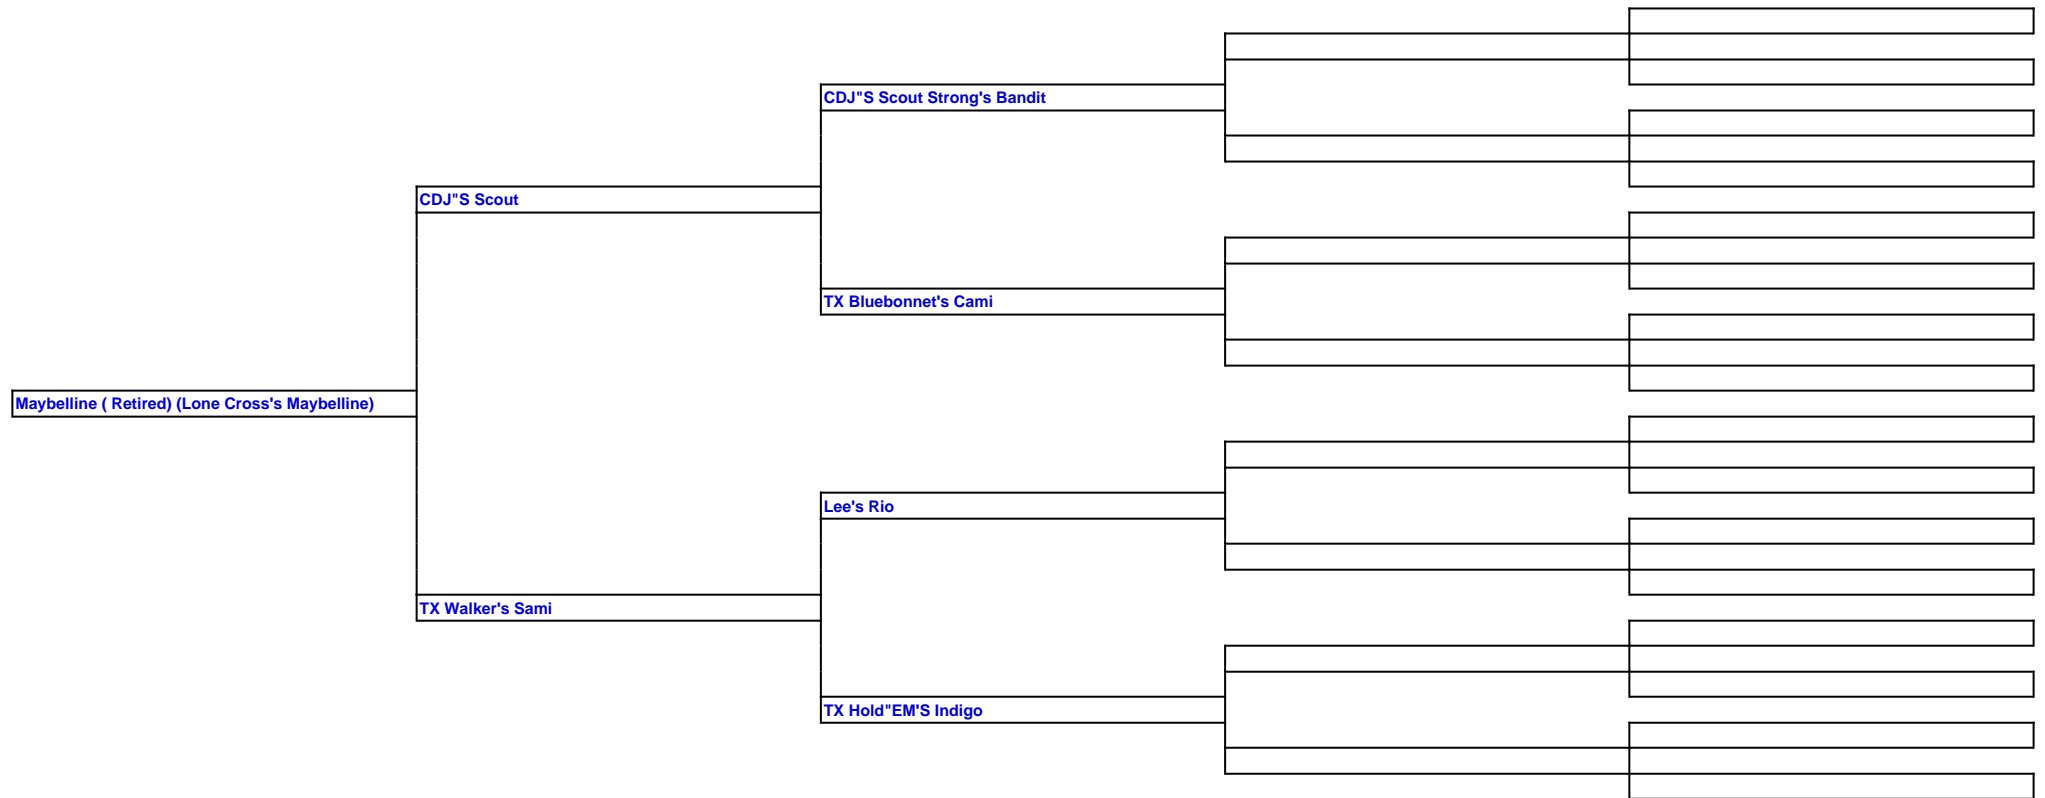 CDJ"S Scout Strong's Bandit
CDJ"S Scout
TX Bluebonnet's Cami
Maybelline ( Retired) (Lone Cross's Maybelline)
Lee's Rio
TX Walker's Sami
TX Hold"EM'S Indigo